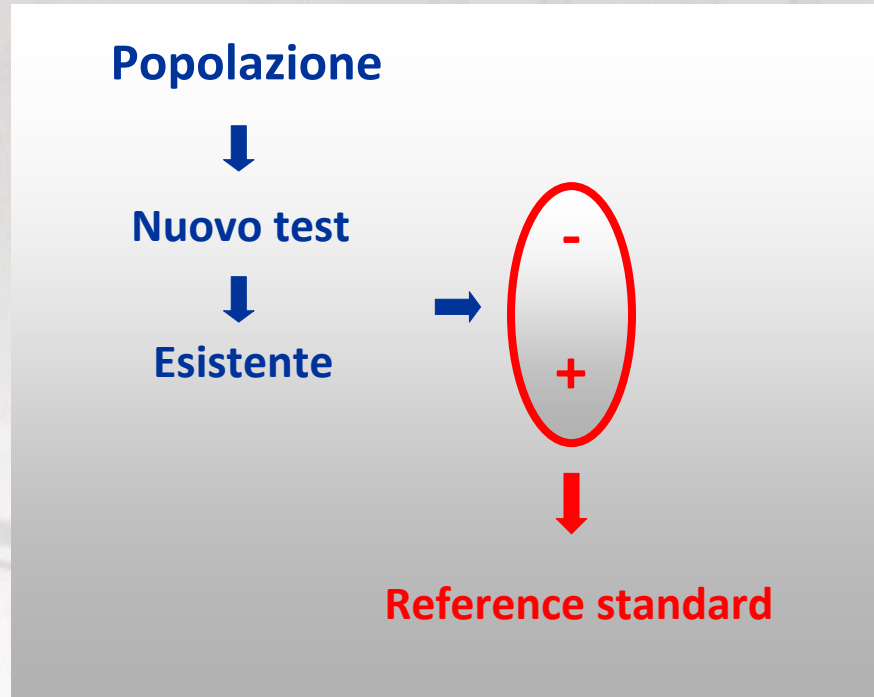 Popolazione
Nuovo test
Esistente
-
+
Reference standard